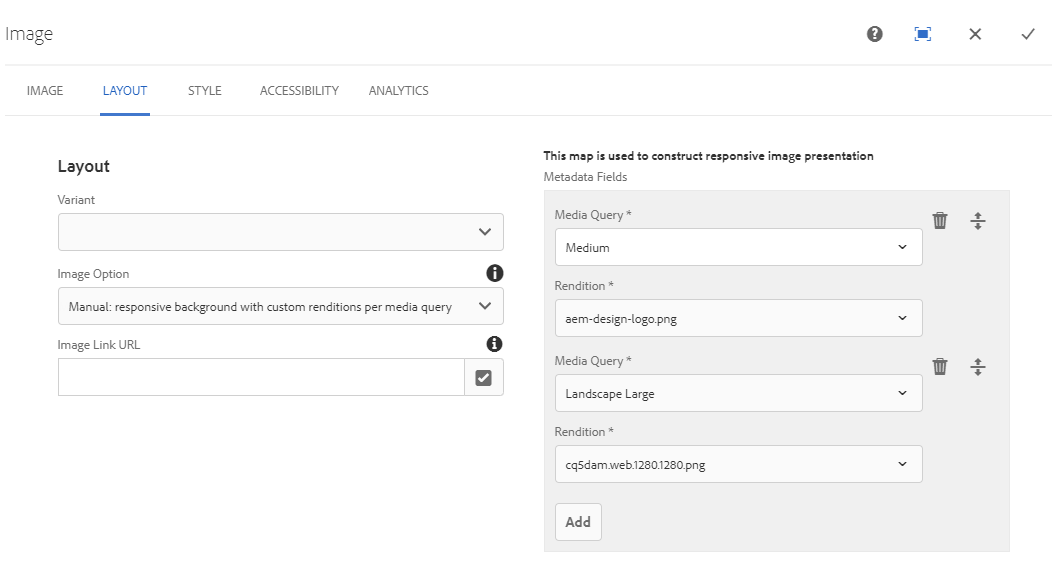 Image
IMAGE LAYOUT STYLE ACCESSIBILITY ANALYTICS
Layout
Variant
Image Option
Manual: responsive background with custom renditions per media query
Image Link URL
This map is used to construct responsive image presentation
Metadata Fields
Media Query *
Medium
Rendition *
aem-design-logo.png
Media Query *
Landscape Large
Rendition *
cq5dam.web.1280.1280.png
Add